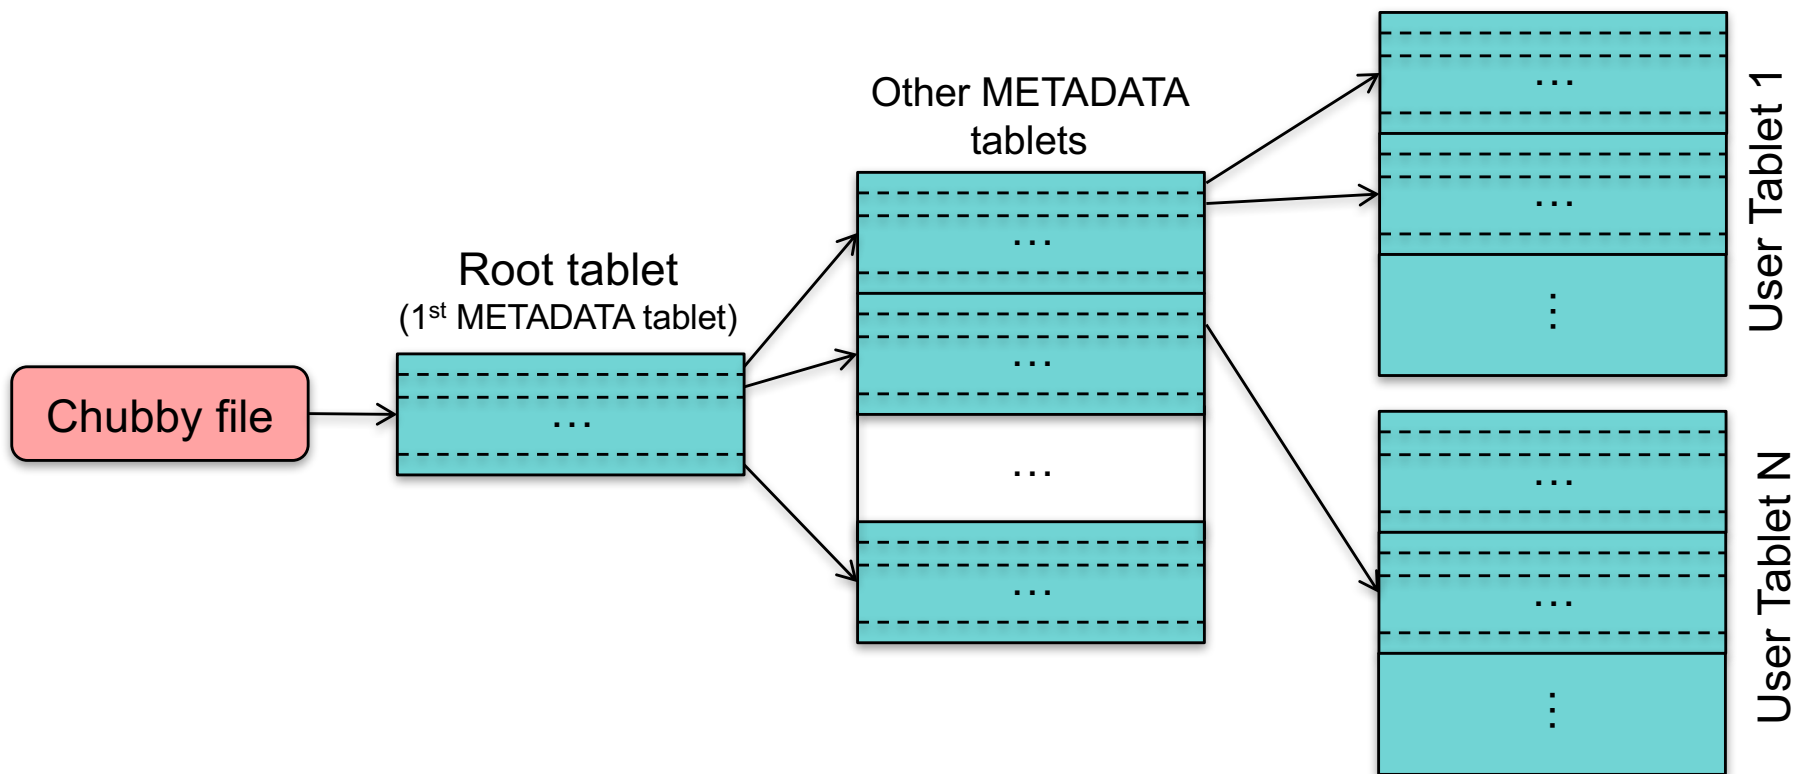 Chubby file
Root tablet
(1st METADATA tablet)
...
Other METADATA
tablets
...
...
...
...
User Tablet 1
...
...
...
User Tablet N
...
...
...